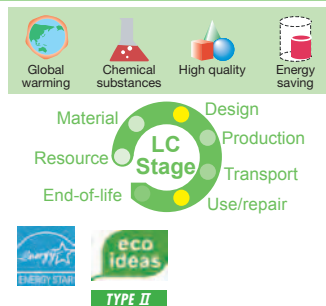 Global
warming
Chemical
substances
High quality
Energy
saving
Material
Design
Production
LC
Stage
Resource
Transport
End-of-life
Use/repair
energy
ENERGY STAR
eco
ideas
TYPE II